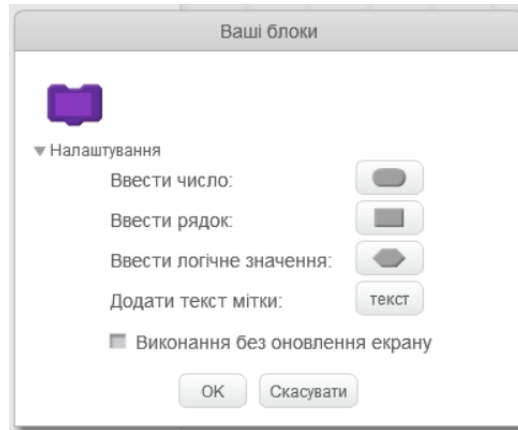 Ваші блоки
Налаштування
Ввести число:
Ввести рядок:
Ввести логічне значення:
Додати текст мітки: текст
Виконання без оновлення екрану
OK Скасувати